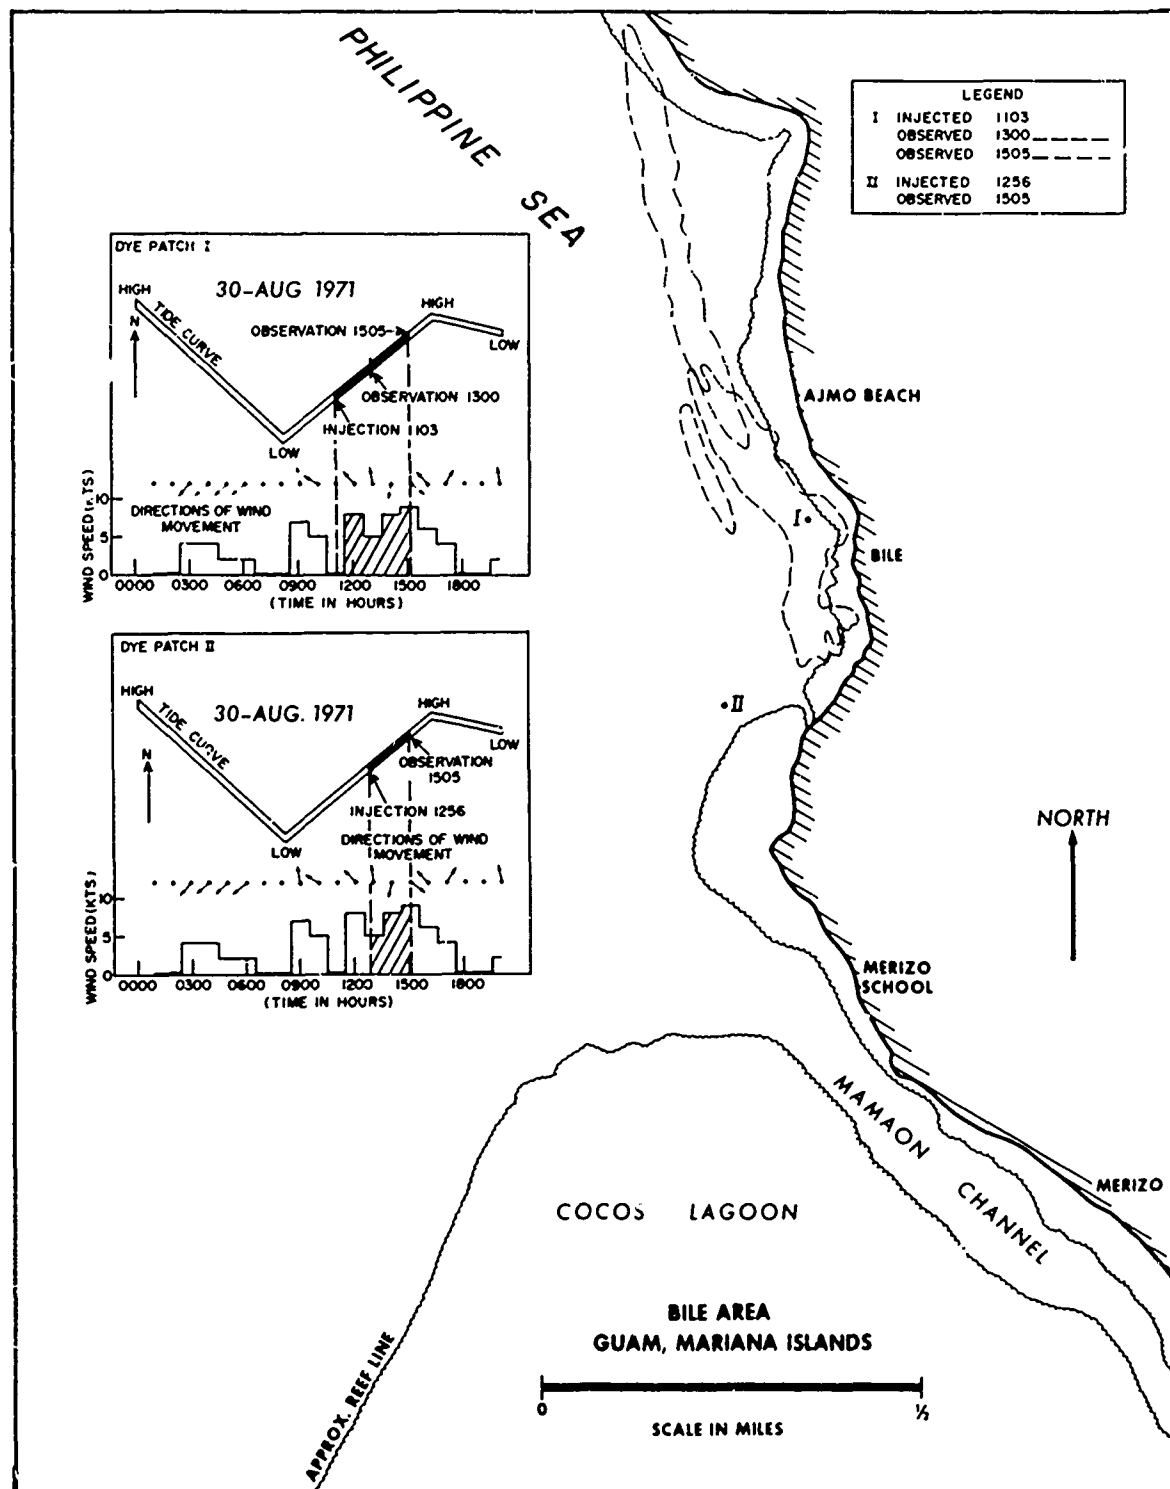 PHILIPPINE SEA
LEGEND
I INJECTED 1103
OBSERVED 1300
OBSERVED 1505
II INJECTED 1256
OBSERVED 1505
DYE PATCH I
30-AUG 1971
HIGH
N
TIDE CURVE
HIGH
OBSERVATION 1505
LOW
OBSERVATION 1300
INJECTION 1103
LOW
DIRECTIONS OF WIND
MOVEMENT
WIND SPEED (KTS)
10
5
0
0000 0300 0600 0900 1200 1500 1800
(TIME IN HOURS)
DYE PATCH II
30-AUG. 1971
HIGH
N
TIDE CURVE
HIGH
LOW
OBSERVATION
1505
INJECTION 1256
LOW
DIRECTIONS OF WIND
MOVEMENT
WIND SPEED (KTS)
10
5
0
0000 0300 0600 0900 1200 1500 1800
(TIME IN HOURS)
AJMO BEACH
I
BILE
II
NORTH
MERIZO
SCHOOL
MAMAON CHANNEL
MERIZO
COCOS LAGOON
APPROX. REEF LINE
BILE AREA
GUAM, MARIANA ISLANDS
0 1/2
SCALE IN MILES